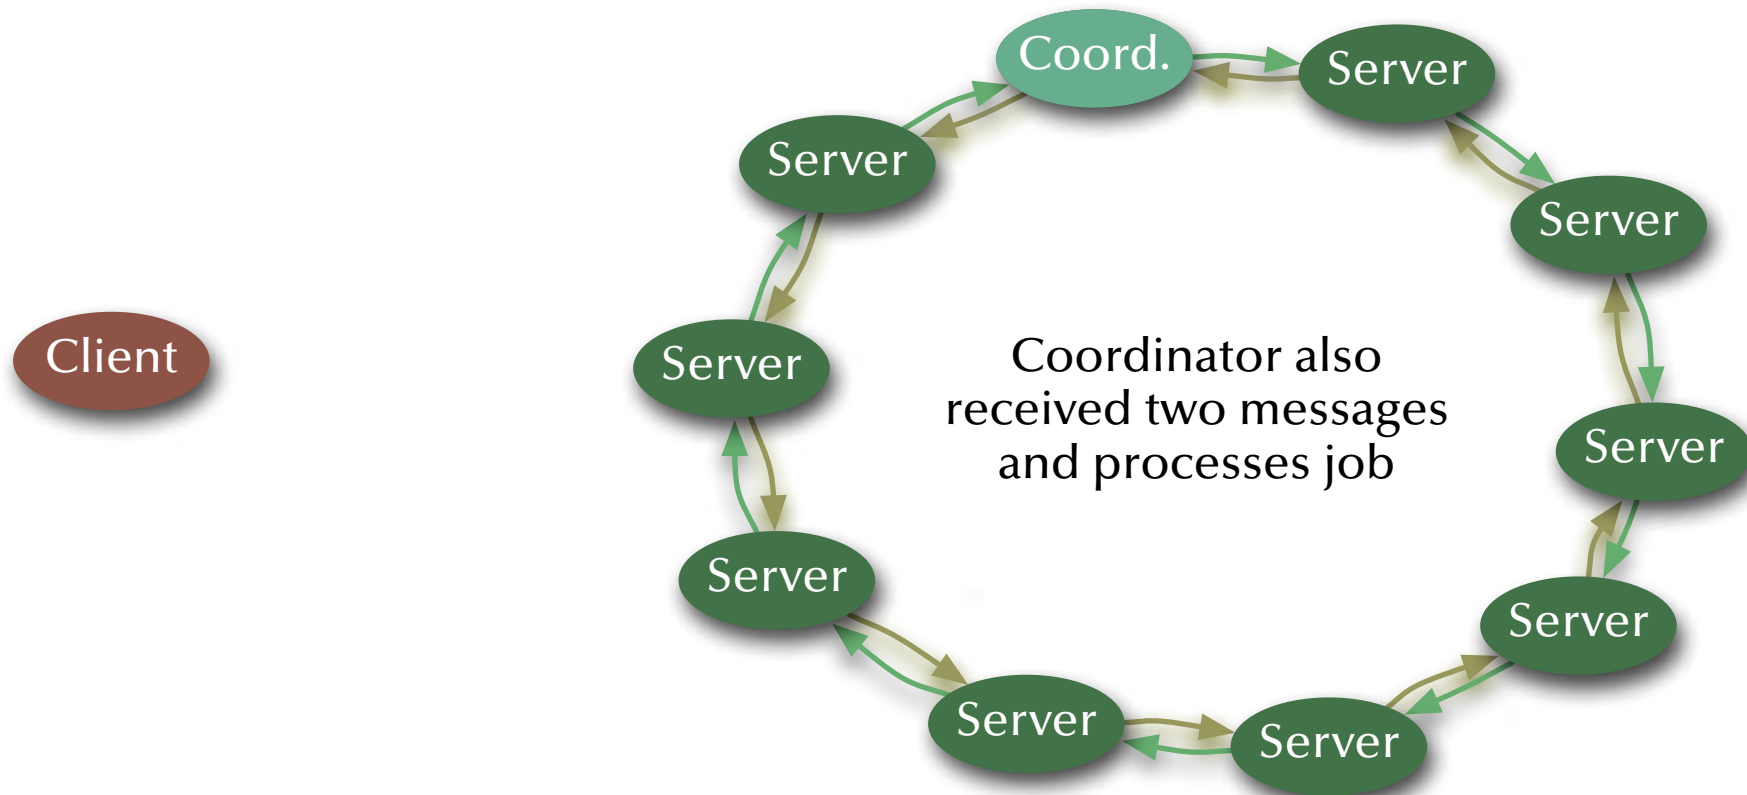 Coord.
Server
Server
Server
Server
Client
Server
Coordinator also
received two messages
and processes job
Server
Server
Server
Server
Server